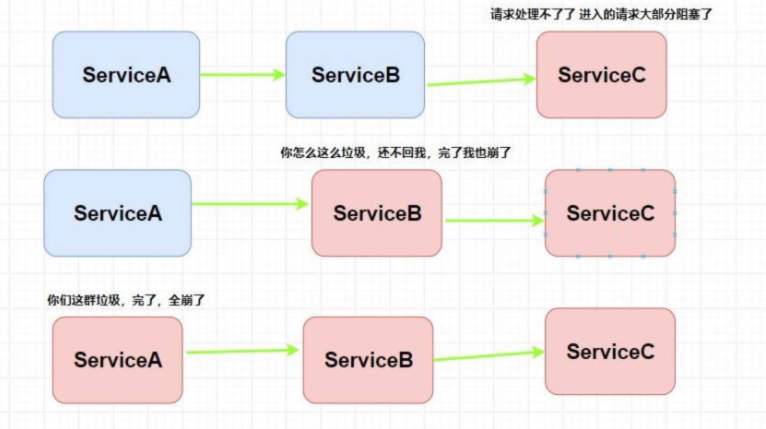 请求处理不了了 进入的请求大部分阻塞了
ServiceA
ServiceB
ServiceC
你怎么这么垃圾，还不回我，完了我也崩了
ServiceA
ServiceB
ServiceC
你们这群垃圾，完了，全崩了
ServiceA
ServiceB
ServiceC